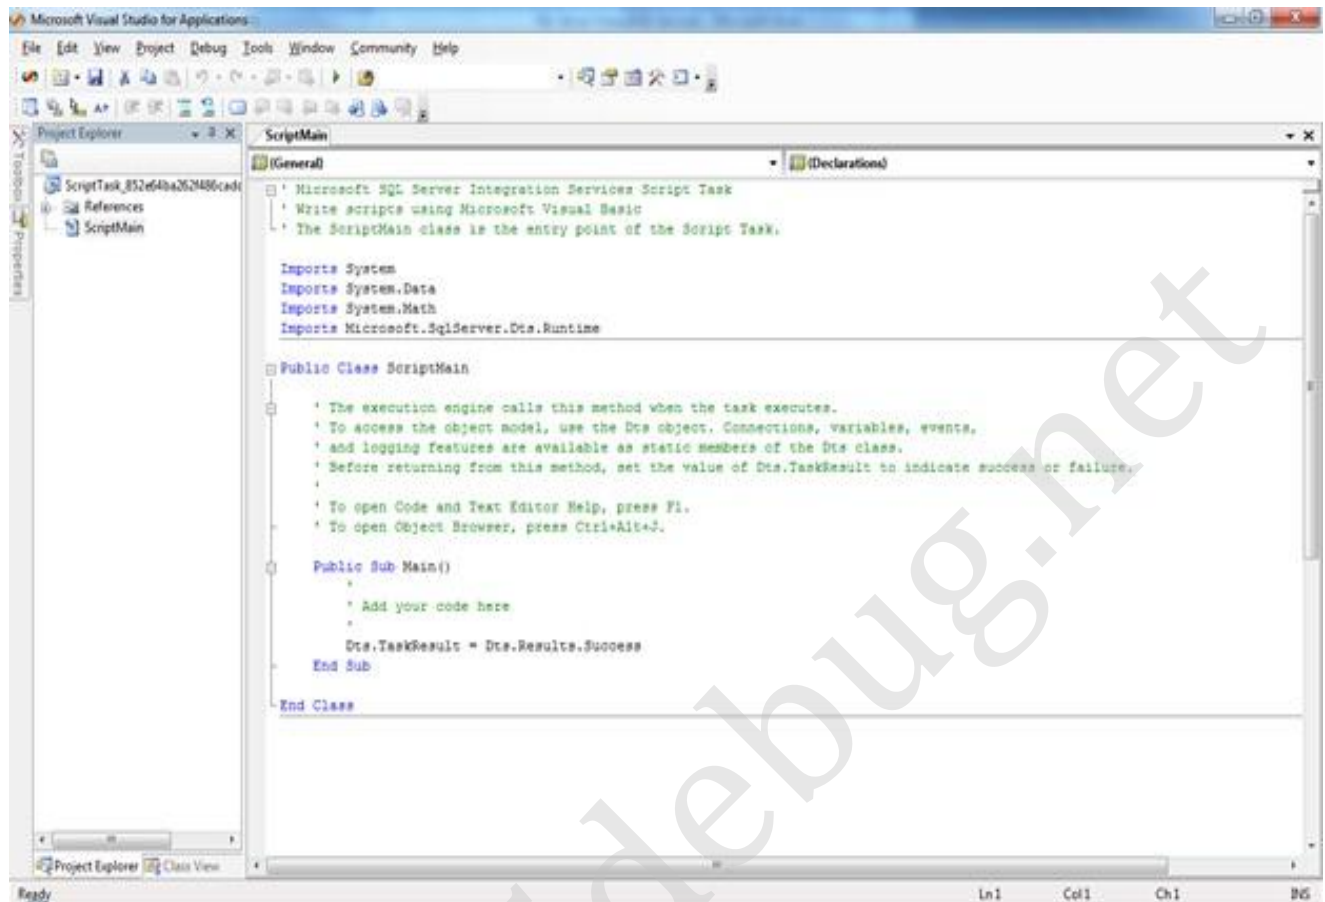 Microsoft Visual Studio for Applications
File Edit View Project Debug Tools Window Community Help
Project Explorer
ScriptMain
Toolbox
Properties
(General)
(Declarations)
ScriptTask_852e64ba262f486cadc
References
ScriptMain
' Microsoft SQL Server Integration Services Script Task
' Write scripts using Microsoft Visual Basic
' The ScriptMain class is the entry point of the Script Task.
Imports System
Imports System.Data
Imports System.Math
Imports Microsoft.SqlServer.Dts.Runtime
Public Class ScriptMain
' The execution engine calls this method when the task executes.
' To access the object model, use the Dts object. Connections, variables, events,
' and logging features are available as static members of the Dts class.
' Before returning from this method, set the value of Dts.TaskResult to indicate success or failure.
'
' To open Code and Text Editor Help, press F1.
' To open Object Browser, press Ctrl+Alt+J.
Public Sub Main()
'
' Add your code here
'
Dts.TaskResult = Dts.Results.Success
End Sub
End Class
Project Explorer
Class View
Ready
Ln 1
Col 1
Ch 1
INS
debug.net